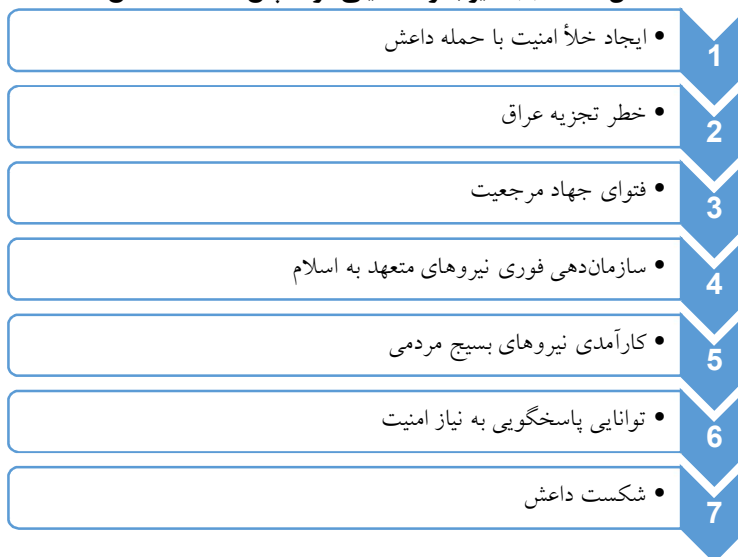 • ایجاد خلأ امنیت با حمله داعش
1
• خطر تجزیه عراق
2
• فتوای جهاد مرجعیت
3
• سازمان‌دهی فوری نیروهای متعهد به اسلام
4
• کارآمدی نیروهای بسیج مردمی
5
• توانایی پاسخگویی به نیاز امنیت
6
• شکست داعش
7